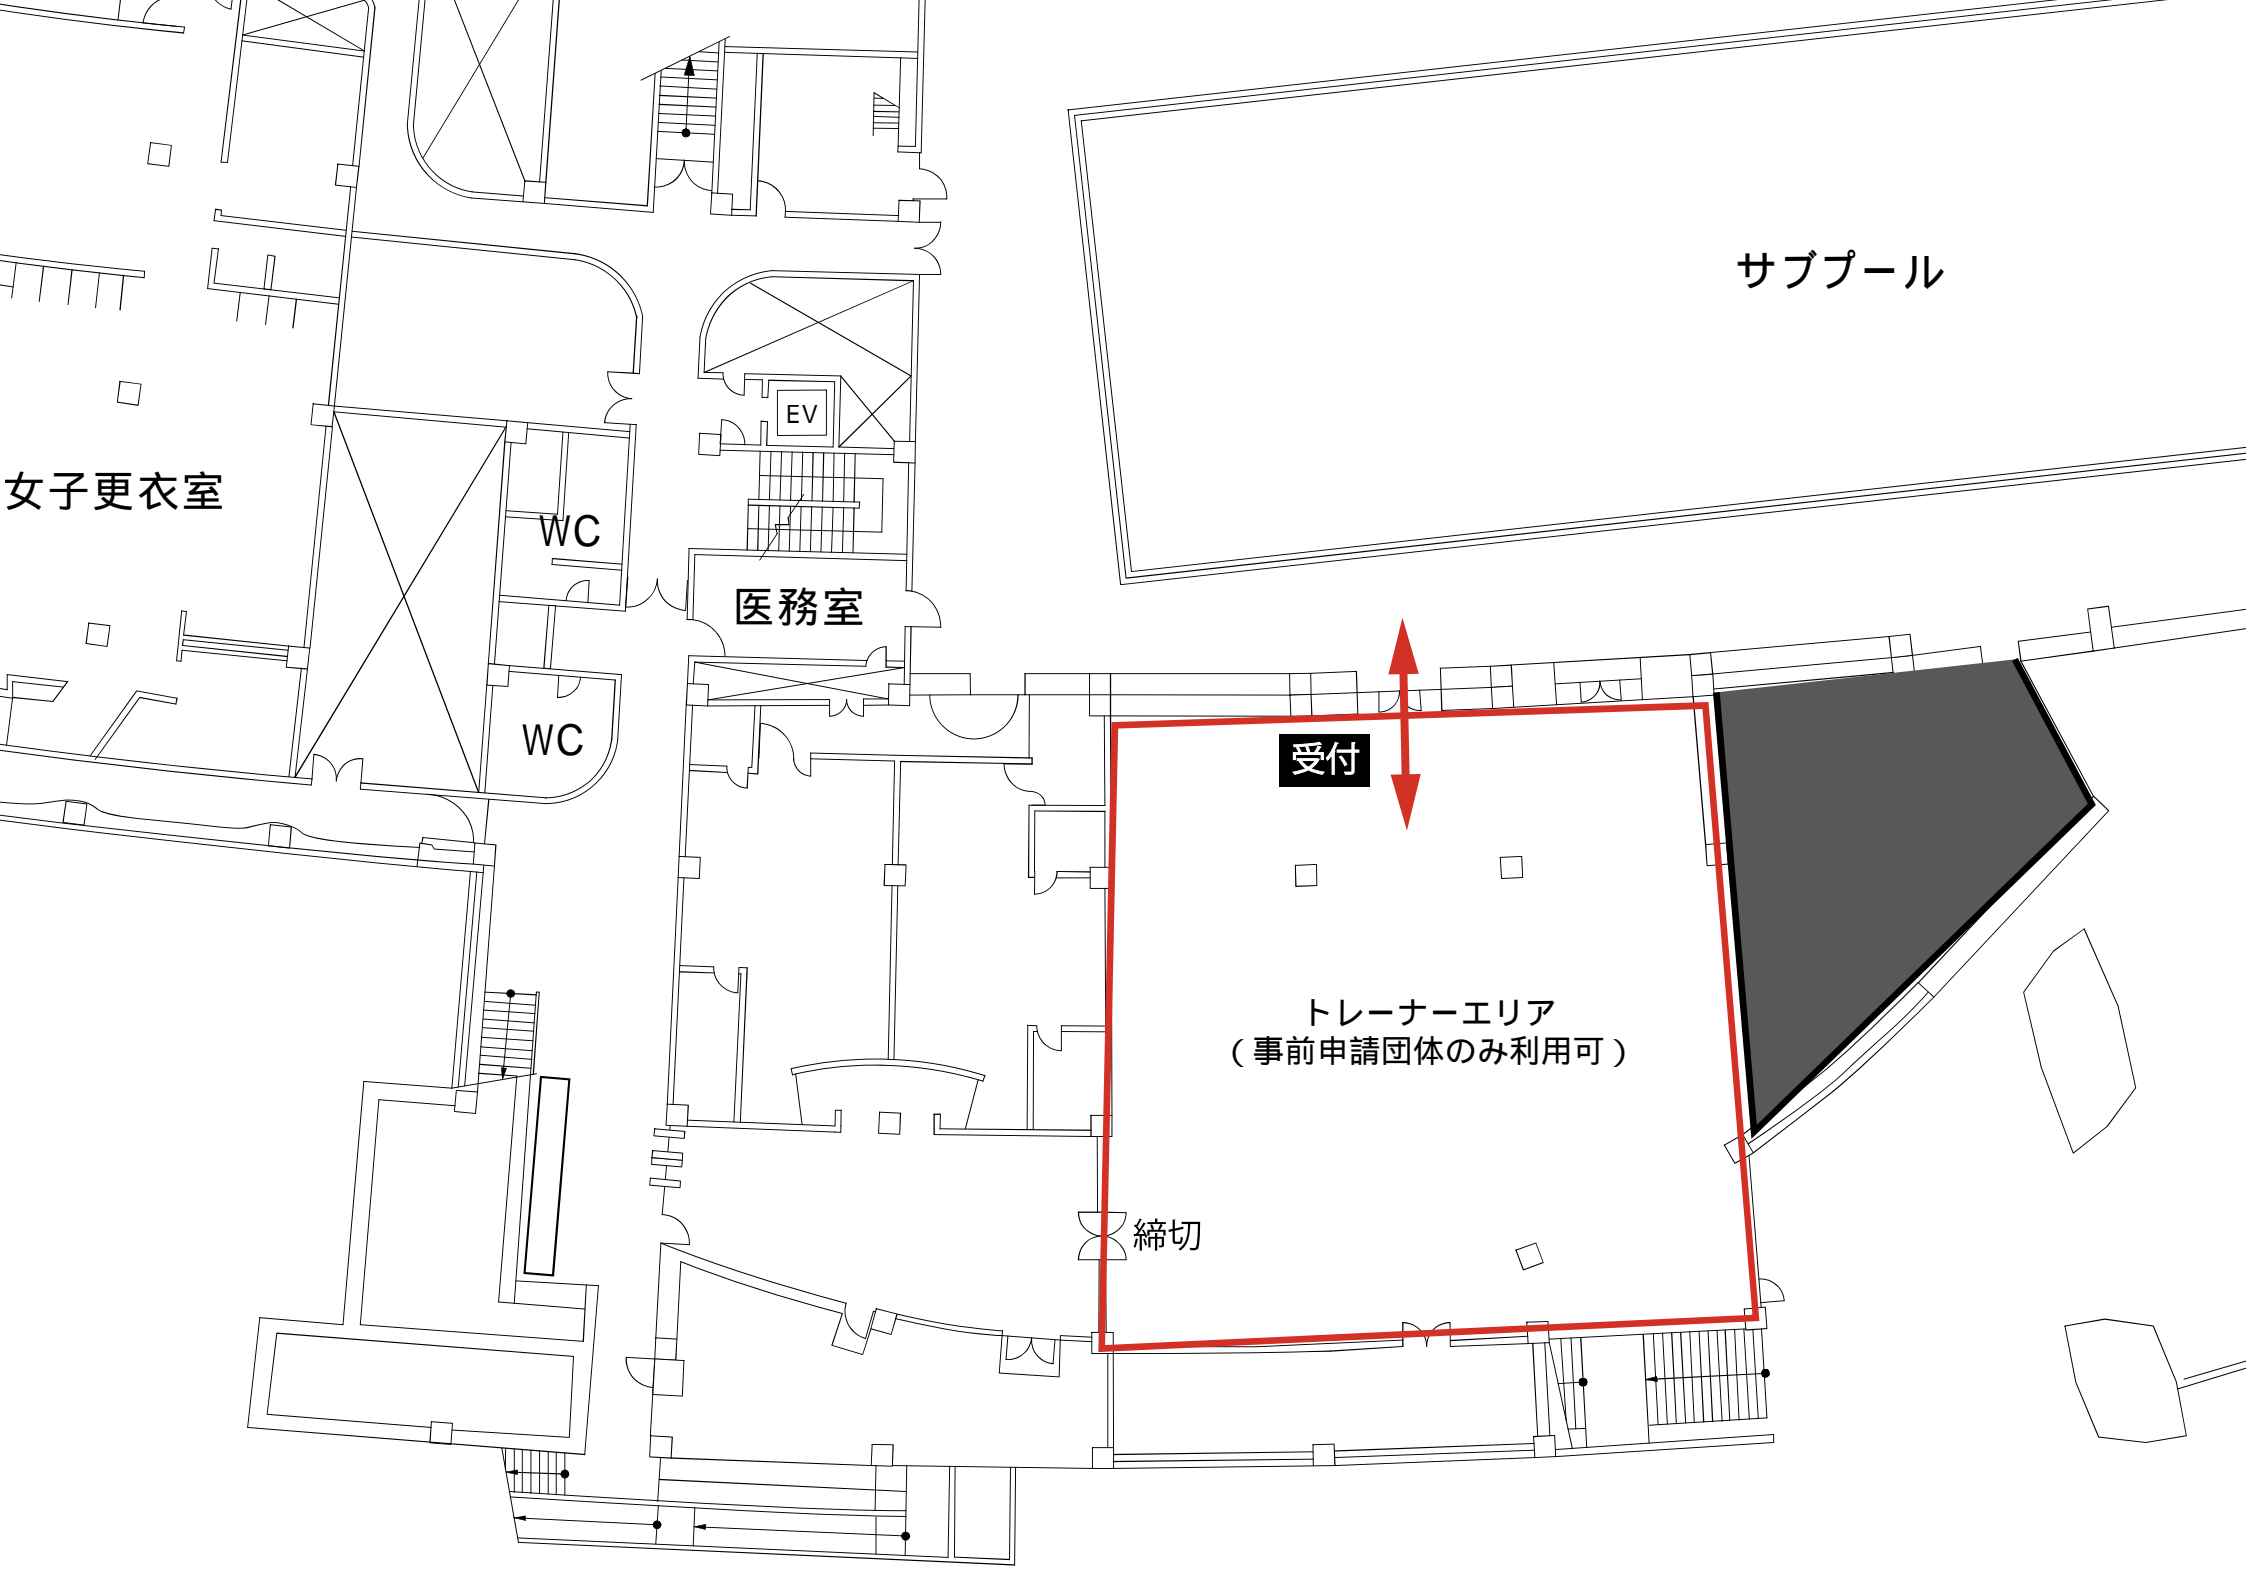 サブプール
EV
女子更衣室
WC
医務室
WC
受付
トレーナーエリア
（事前申請団体のみ利用可）
締切